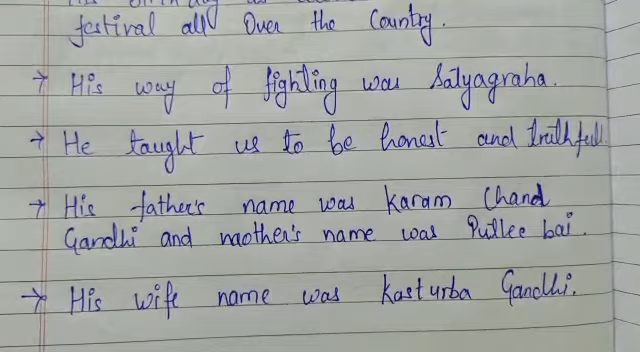 festival all over the Country.
→ His way of fighting was Satyagraha.
→ He taught us to be honest and truthfull.
→ His father's name was Karam Chand
Gandhi and mother's name was Putlee bai.
→ His wife name was Kasturba Gandhi.